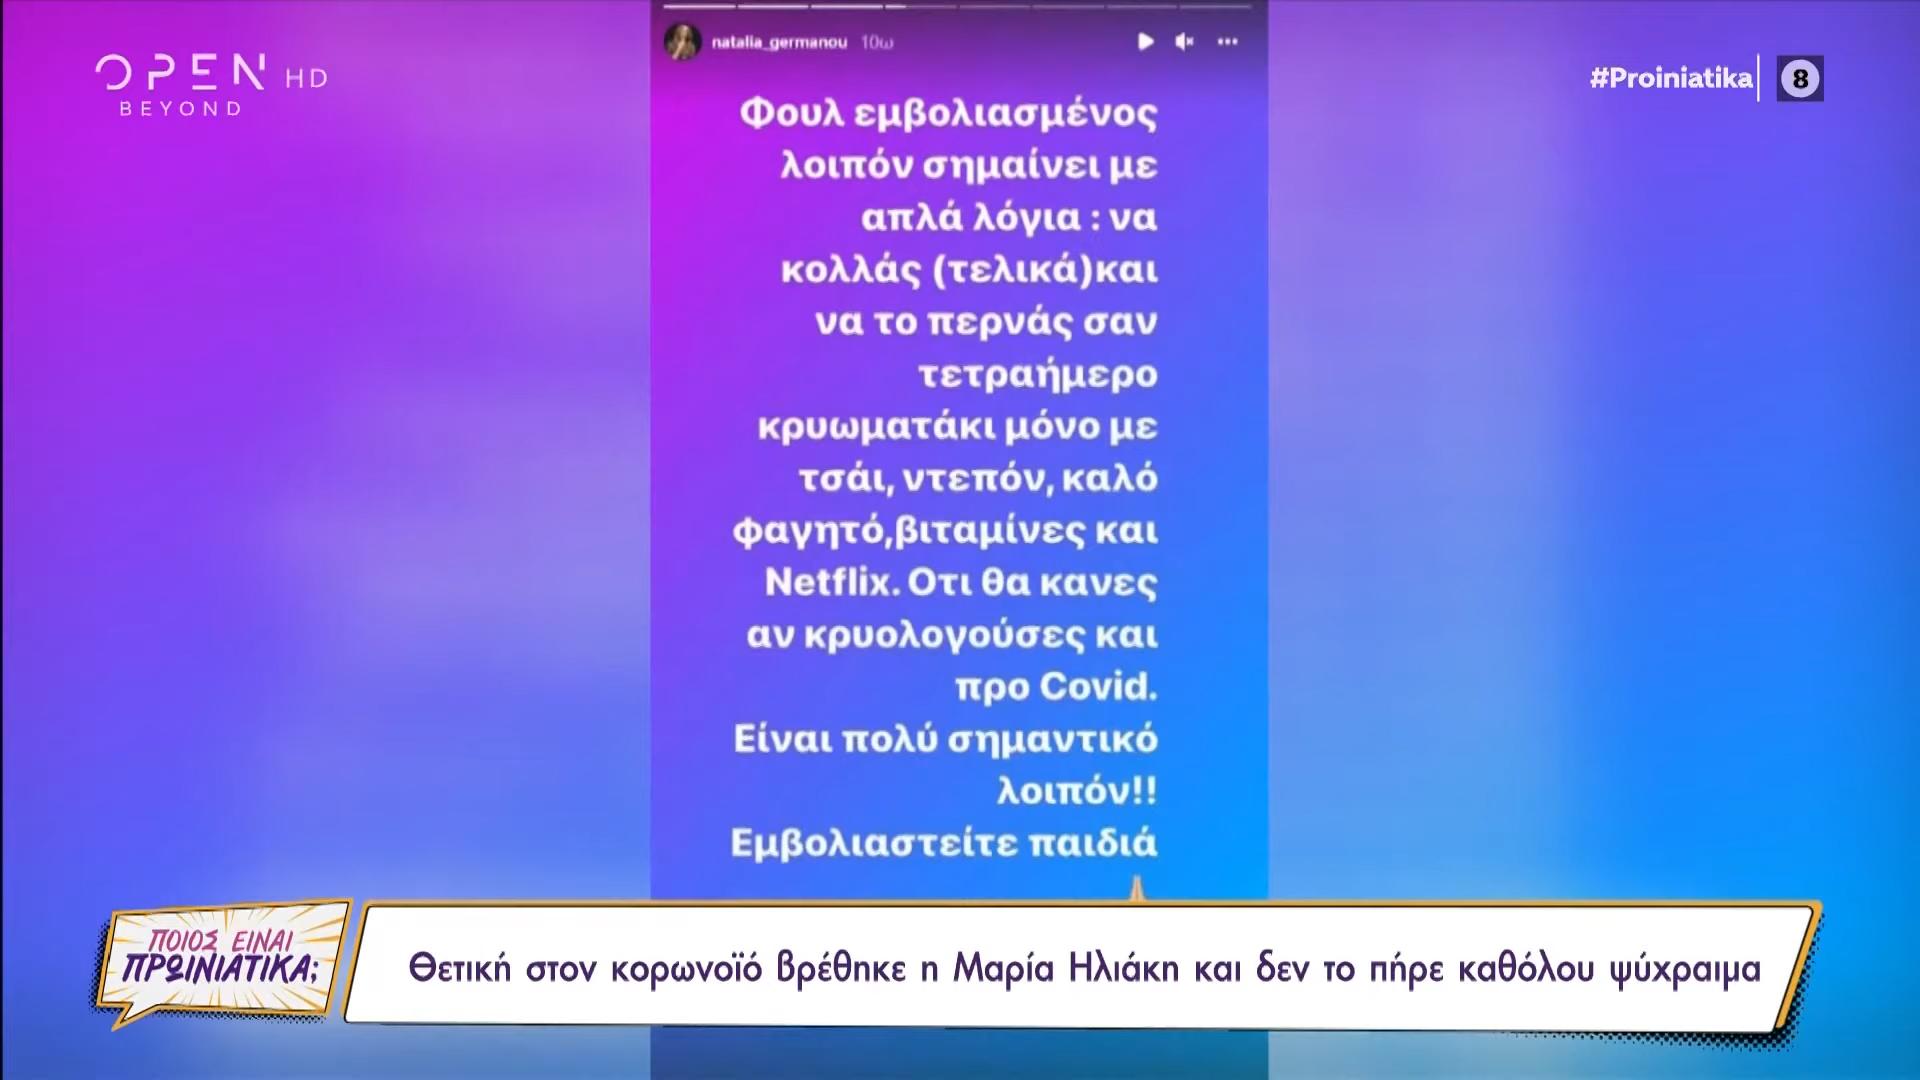 OPEN HD
BEYOND
natalia_germanou 10ω
#Proiniatika
8
Φουλ εμβολιασμένος
λοιπόν σημαίνει με
απλά λόγια : να
κολλάς (τελικά)και
να το περνάς σαν
τετραήμερο
κρυωματάκι μόνο με
τσάι, ντεπόν, καλό
φαγητό,βιταμίνες και
Netflix. Οτι θα κανες
αν κρυολογούσες και
προ Covid.
Είναι πολύ σημαντικό
λοιπόν!!
Εμβολιαστείτε παιδιά
ΠΟΙΟΣ ΕΙΝΑΙ
ΠΡΩΙΝΙΑΤΙΚΑ;
Θετική στον κορωνοϊό βρέθηκε η Μαρία Ηλιάκη και δεν το πήρε καθόλου ψύχραιμα